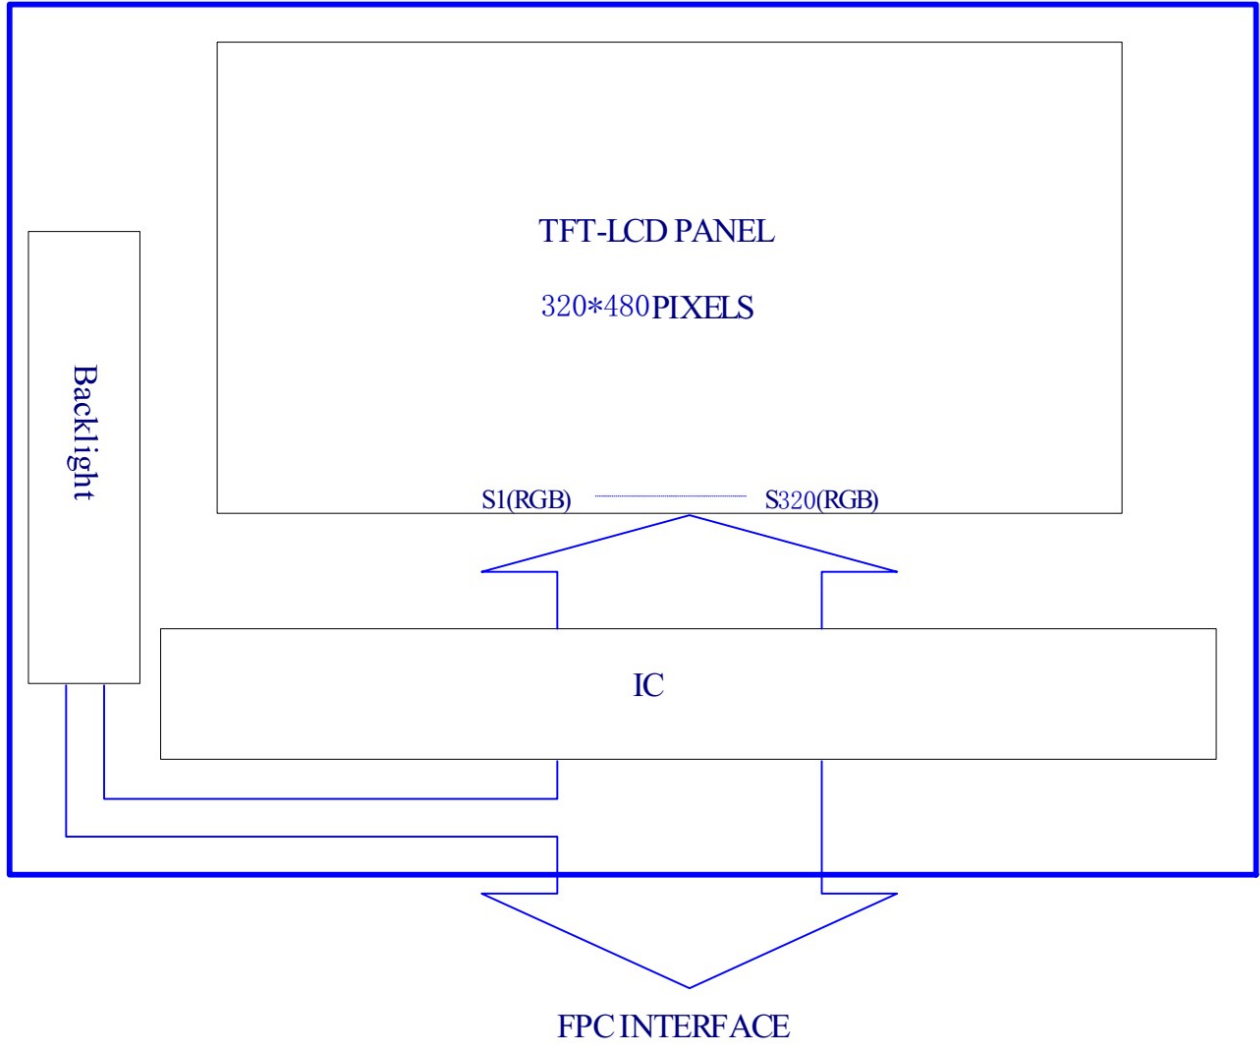 TFT-LCD PANEL
320*480PIXELS
Backlight
S1(RGB) S320(RGB)
IC
FPC INTERFACE